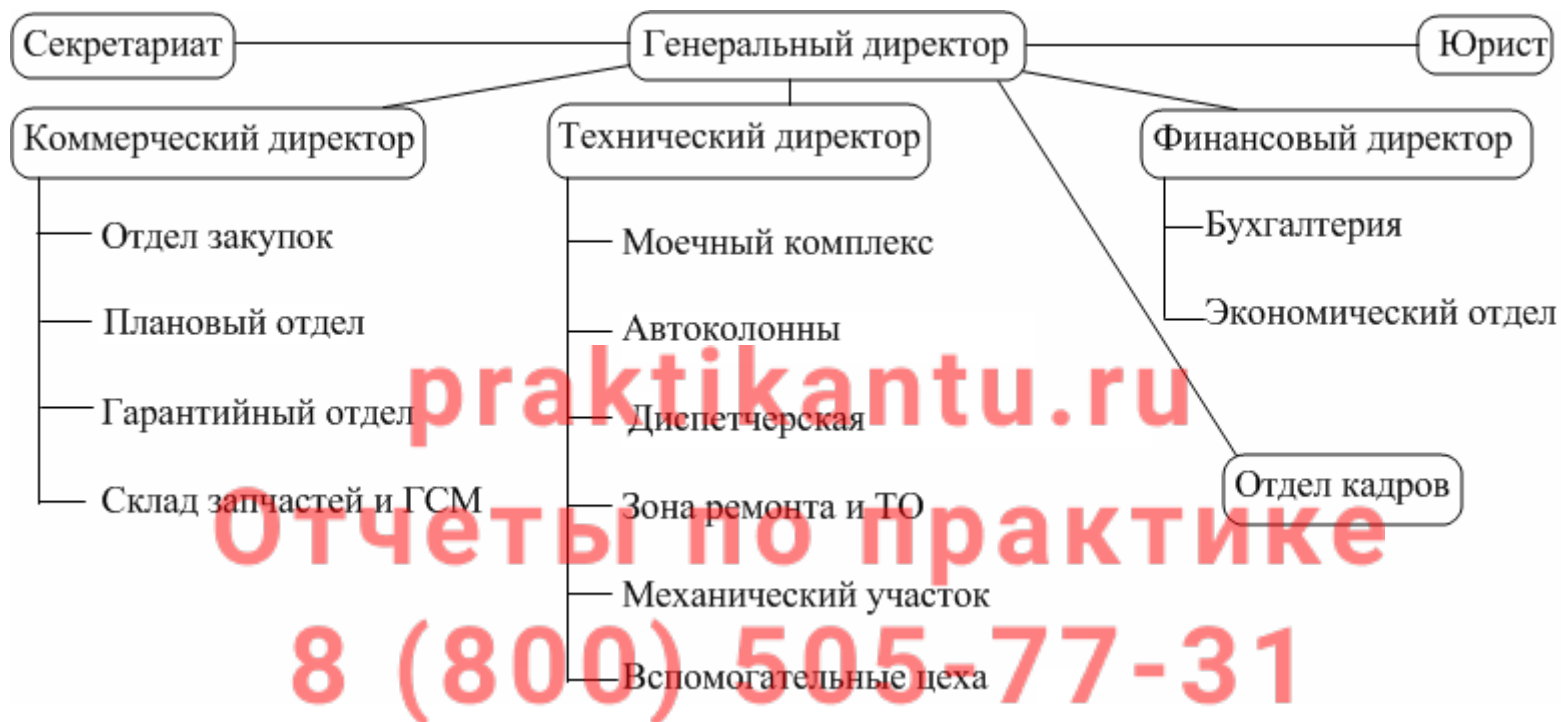 Секретариат
Генеральный директор
Юрист
Коммерческий директор
Технический директор
Финансовый директор
Отдел закупок
Плановый отдел
Гарантийный отдел
Склад запчастей и ГСМ
Моечный комплекс
Автоколонны
Диспетчерская
Зона ремонта и ТО
Механический участок
Вспомогательные цеха
Бухгалтерия
Экономический отдел
Отдел кадров
praktikantu.ru
Отчеты по практике
8 (800) 505-77-31